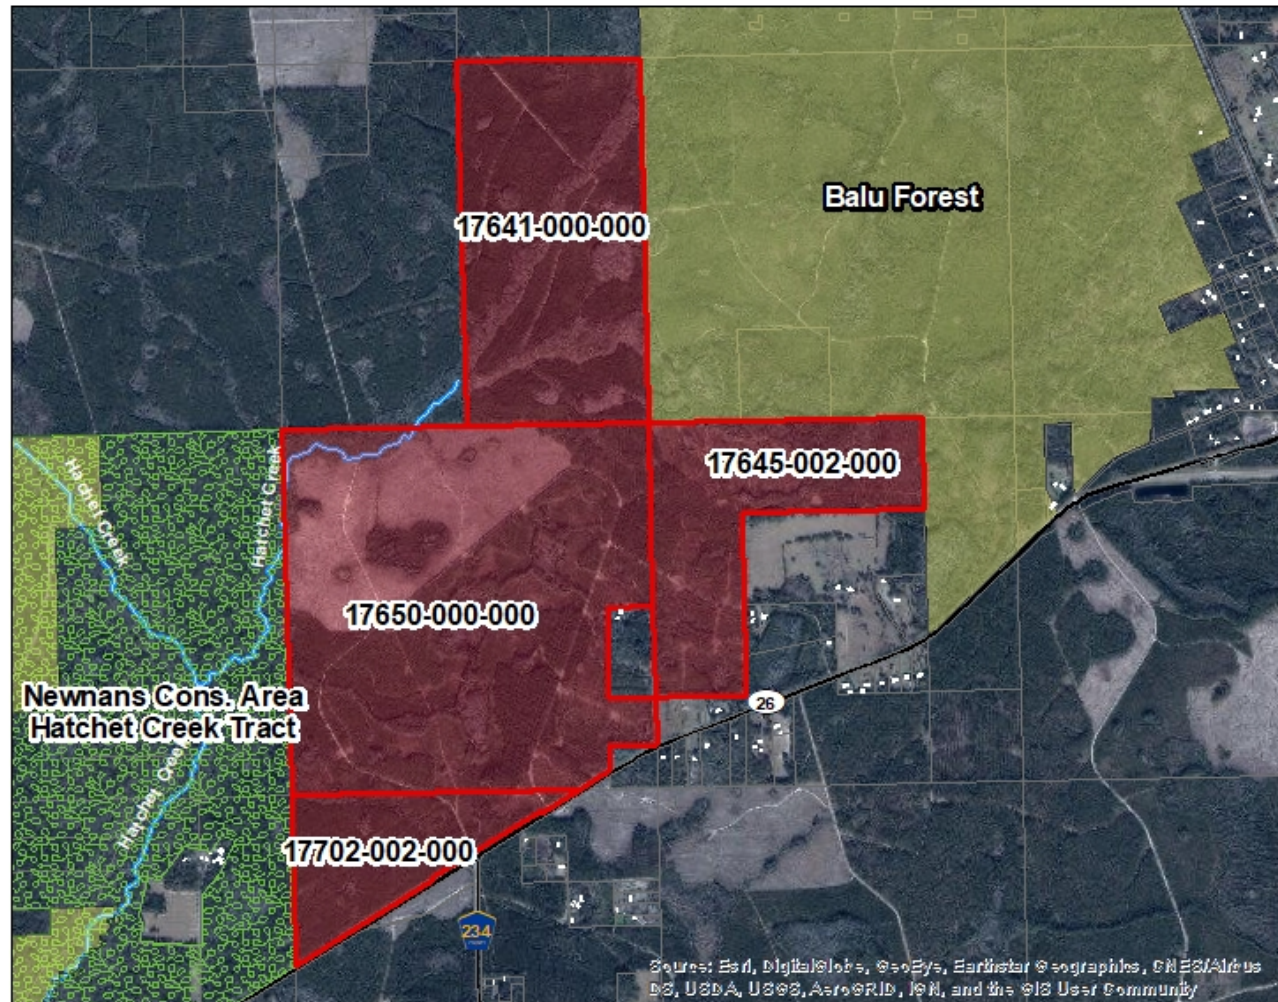 Balu Forest
17641-000-000
17645-002-000
Hatchet Creek
Hatchet Creek
17650-000-000
Newnans Cons. Area
Hatchet Creek Tract
26
Hatchet Creek
17702-002-000
234
Source: Esri, DigitalGlobe, GeoEye, Earthstar Geographics, CNES/Airbus
DS, USDA, USGS, AeroGRID, IGN, and the GIS User Community